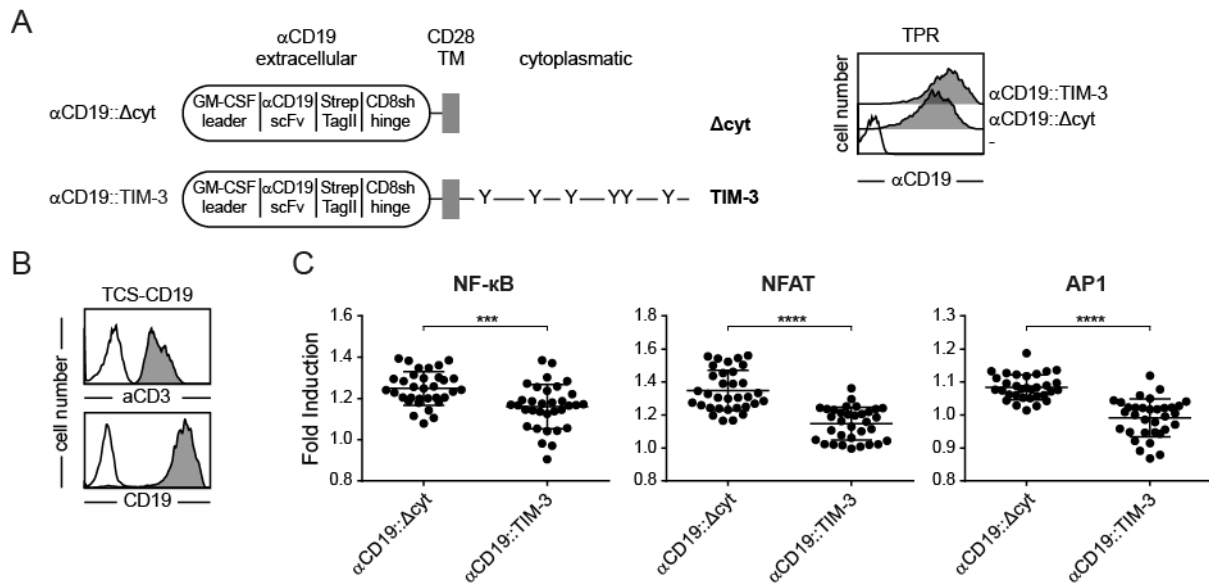 A
αCD19
extracellular
CD28
TM
cytoplasmatic
αCD19::Δcyt
GM-CSF
leader
αCD19
scFv
Strep
TagII
CD8sh
hinge
Δcyt
αCD19::TIM-3
GM-CSF
leader
αCD19
scFv
Strep
TagII
CD8sh
hinge
Y — Y — Y — YY — Y
TIM-3
TPR
cell number
αCD19::TIM-3
αCD19::Δcyt
-
αCD19
B
TCS-CD19
cell number
aCD3
CD19
C
Fold Induction
NF-κB
***
1.6
1.4
1.2
1.0
0.8
αCD19::Δcyt
αCD19::TIM-3
NFAT
****
1.8
1.6
1.4
1.2
1.0
0.8
αCD19::Δcyt
αCD19::TIM-3
AP1
****
1.3
1.2
1.1
1.0
0.9
0.8
αCD19::Δcyt
αCD19::TIM-3